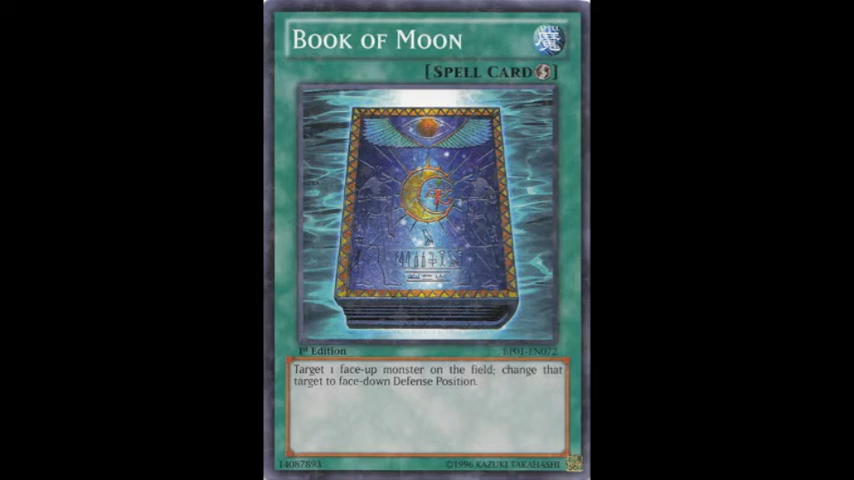 BOOK OF MOON
魔
[SPELL CARD]
1st Edition
BP01-EN072
Target 1 face-up monster on the field; change that
target to face-down Defense Position.
14087893
©1996 KAZUKI TAKAHASHI